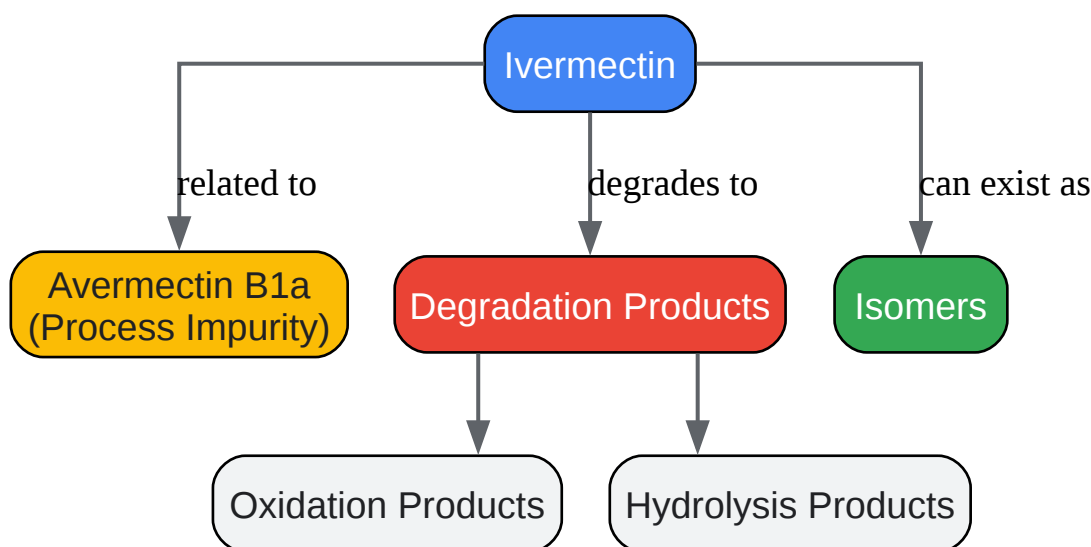 Ivermectin
related to
degrades to
can exist as
Avermectin B1a
(Process Impurity)
Degradation Products
Isomers
Oxidation Products
Hydrolysis Products